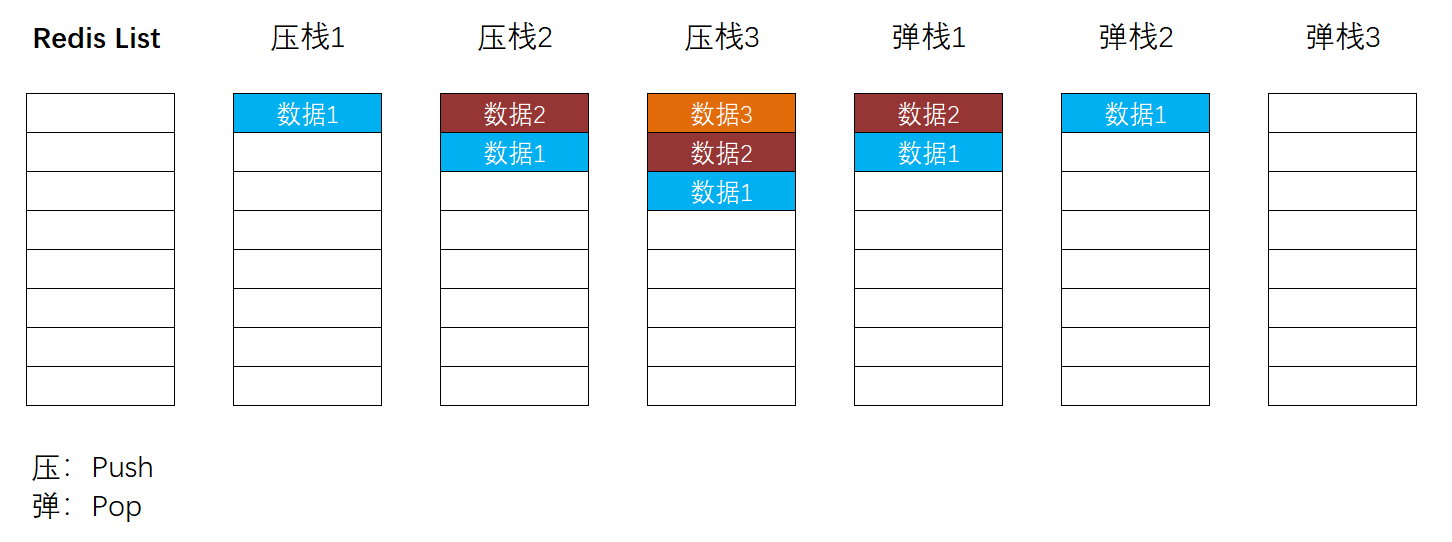 Redis List 压栈1 压栈2 压栈3 弹栈1 弹栈2 弹栈3
数据1 数据2 数据3 数据2 数据1
数据1 数据2 数据1
数据1
压： Push
弹： Pop